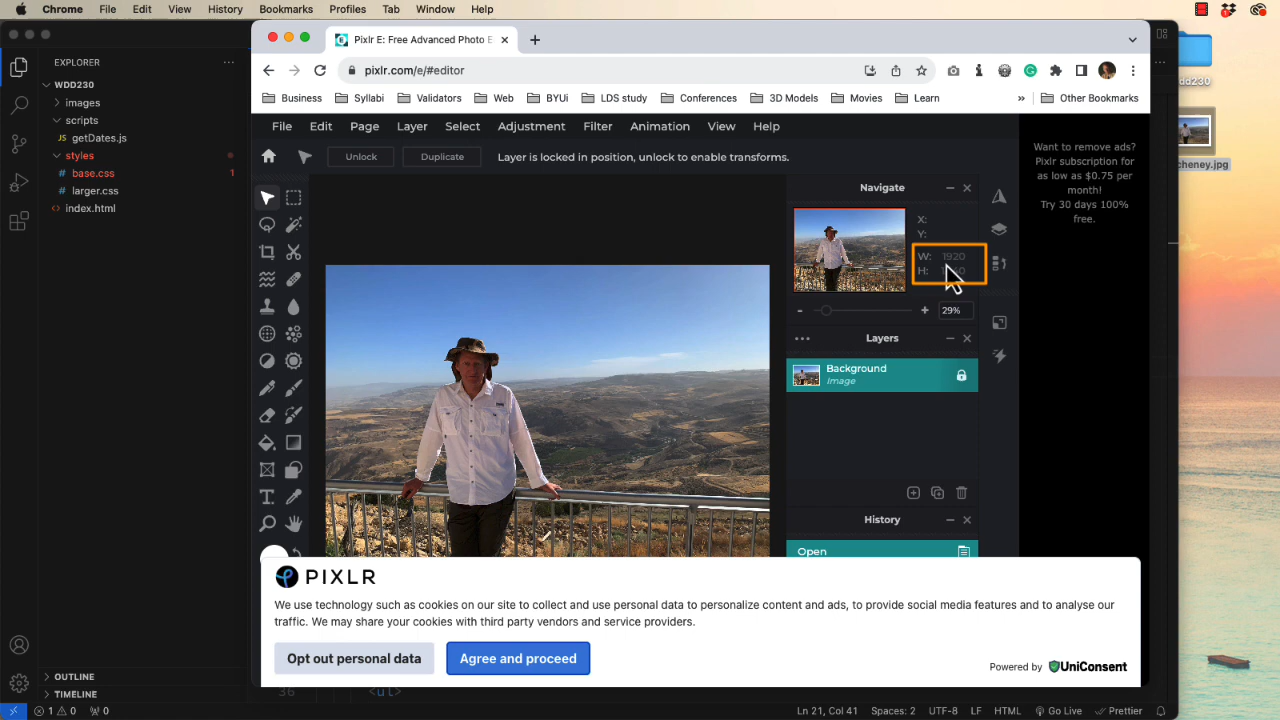 Chrome File Edit View History Bookmarks Profiles Tab Window Help
EXPLORER
WDD230
images
scripts
JS getDates.js
styles
# base.css 1
# larger.css
<> index.html
OUTLINE
TIMELINE
Pixlr E: Free Advanced Photo E
pixlr.com/e/#editor
Business Syllabi Validators Web BYUi LDS study Conferences 3D Models Movies Learn » Other Bookmarks
File Edit Page Layer Select Adjustment Filter Animation View Help
Unlock Duplicate Layer is locked in position, unlock to enable transforms.
Navigate
X:
Y:
W: 1920
H:
- + 29%
Layers
Background
Image
History
Open
Want to remove ads?
Pixlr subscription for
as low as $0.75 per
month!
Try 30 days 100%
free.
dd230
cheney.jpg
PIXLR
We use technology such as cookies on our site to collect and use personal data to personalize content and ads, to provide social media features and to analyse our
traffic. We may share your cookies with third party vendors and service providers.
Opt out personal data Agree and proceed
Powered by UniConsent
36 <ul>
1 0 0 Ln 21, Col 41 Spaces: 2 UTF-8 LF HTML Go Live Prettier